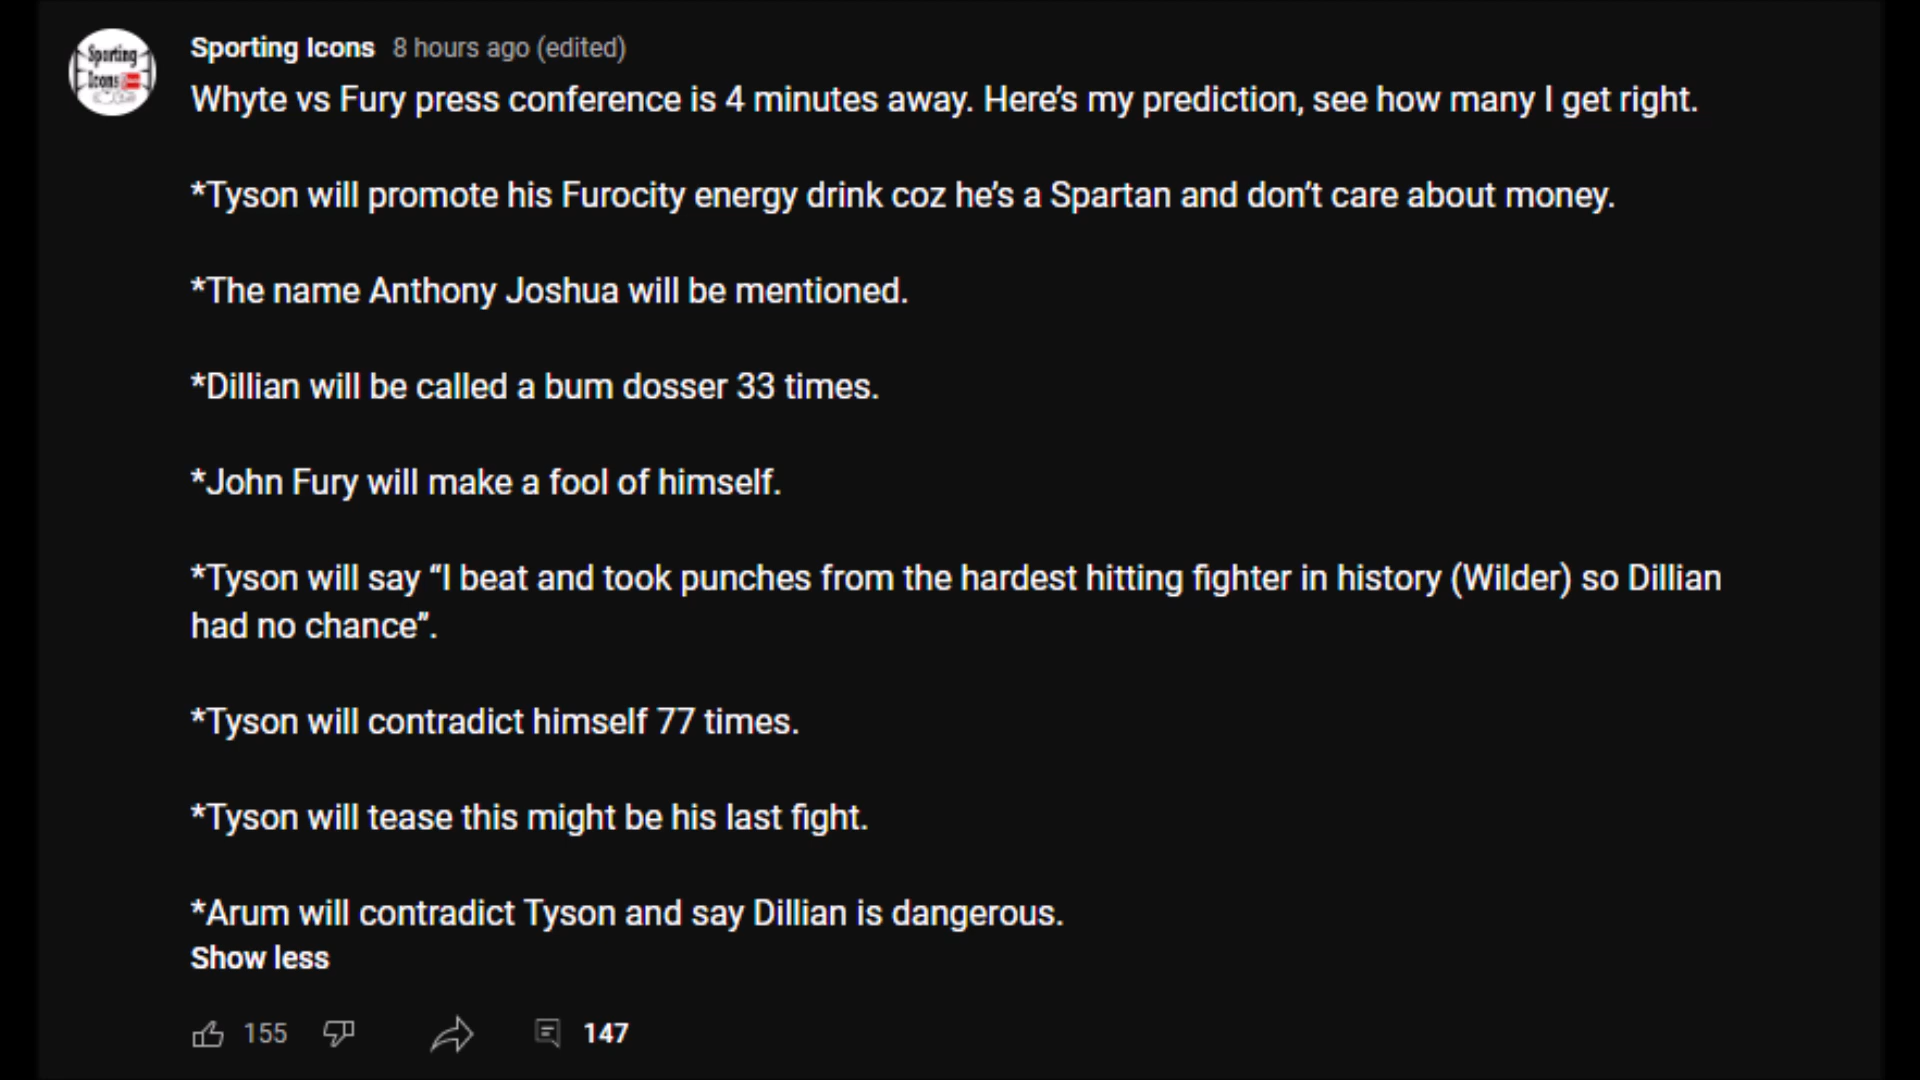 Sporting
Icons
Sporting Icons 8 hours ago (edited)
Whyte vs Fury press conference is 4 minutes away. Here’s my prediction, see how many I get right.
*Tyson will promote his Furocity energy drink coz he’s a Spartan and don’t care about money.
*The name Anthony Joshua will be mentioned.
*Dillian will be called a bum dosser 33 times.
*John Fury will make a fool of himself.
*Tyson will say “I beat and took punches from the hardest hitting fighter in history (Wilder) so Dillian
had no chance”.
*Tyson will contradict himself 77 times.
*Tyson will tease this might be his last fight.
*Arum will contradict Tyson and say Dillian is dangerous.
Show less
155 147